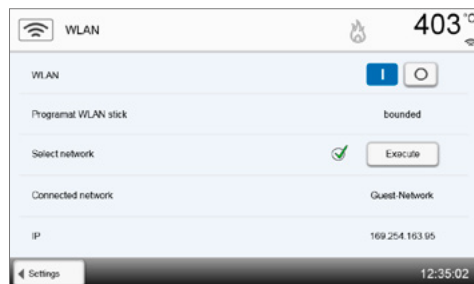 WLAN
403 °C
WLAN
I O
Programat WLAN stick bounded
Select network Execute
Connected network Guest-Network
IP 169.254.163.95
Settings 12:35:02